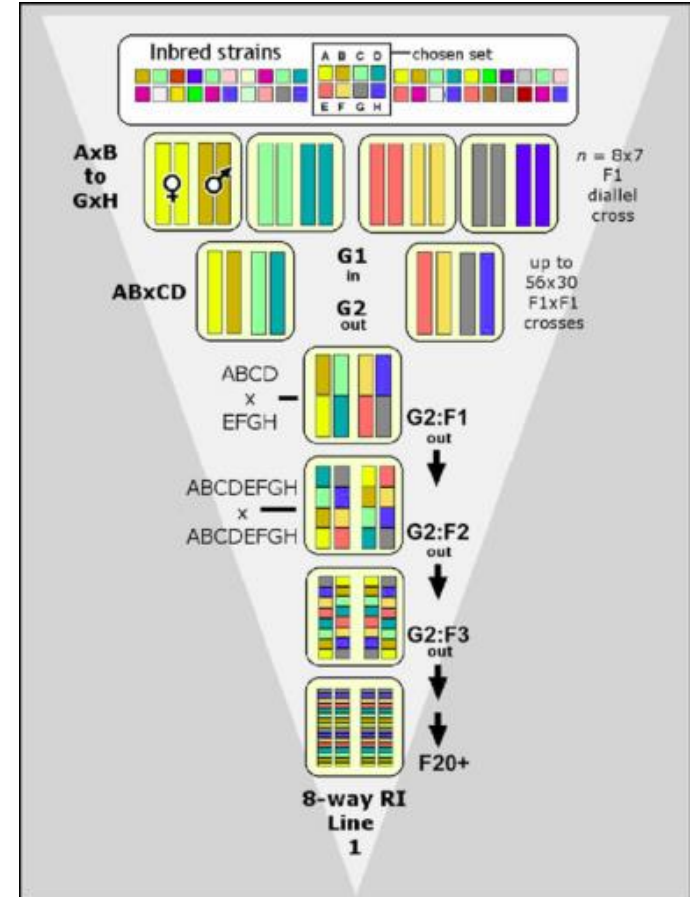 Inbred strains
A B C D
chosen set
E F G H
AxB
to
GxH
♀ ♂
n = 8x7
F1
diallel
cross
ABxCD
G1
in
G2
out
up to
56x30
F1xF1
crosses
ABCD
x
EFGH
G2:F1
out
ABCDEFGH
x
ABCDEFGH
G2:F2
out
G2:F3
out
F20+
8-way RI
Line
1